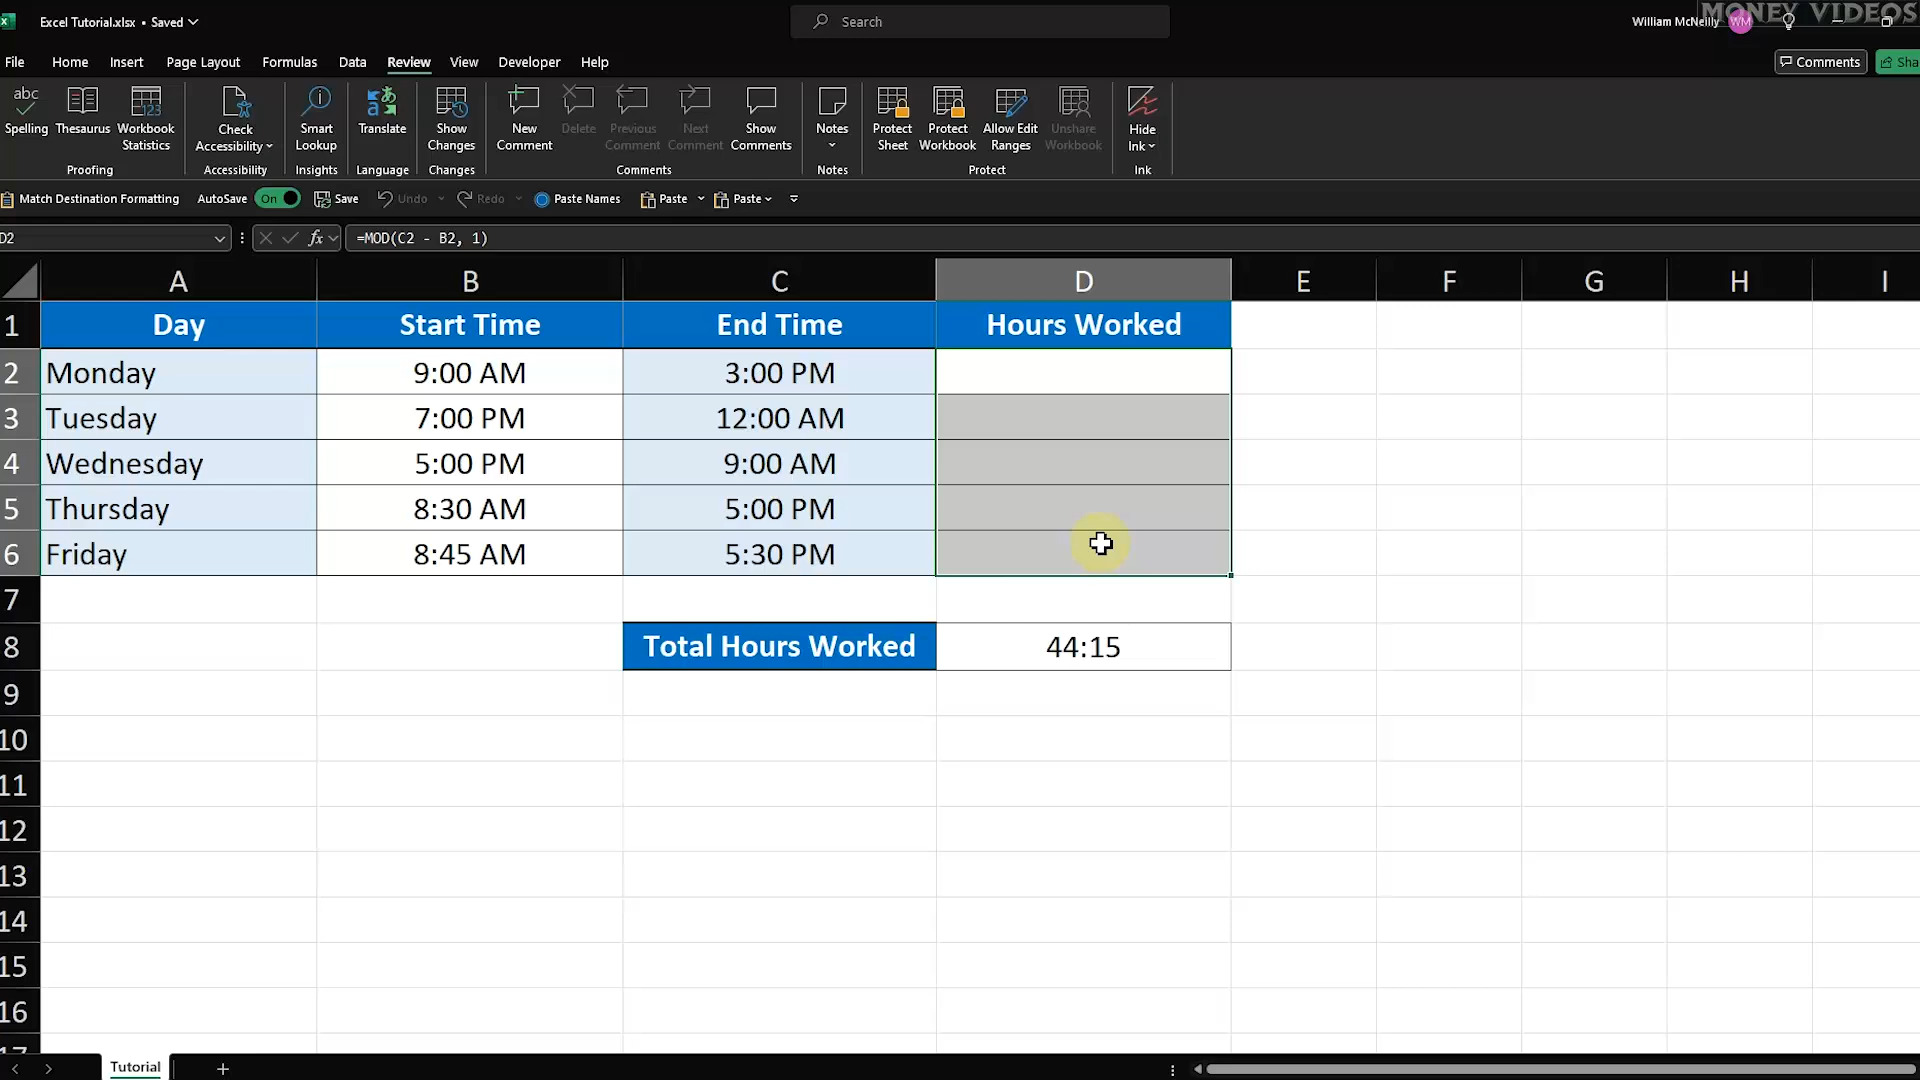 Excel Tutorial.xlsx • Saved
Search
William McNeilly
WM
MONEY VIDEOS
File Home Insert Page Layout Formulas Data Review View Developer Help
Comments
Sha
abc
Spelling
Thesaurus
Workbook
Statistics
Proofing
Check
Accessibility
Accessibility
Smart
Lookup
Insights
Translate
Language
Show
Changes
Changes
New
Comment
Delete
Previous
Comment
Next
Comment
Show
Comments
Comments
Notes
Notes
Protect
Sheet
Protect
Workbook
Allow Edit
Ranges
Unshare
Workbook
Protect
Hide
Ink
Ink
Match Destination Formatting AutoSave On Save Undo Redo Paste Names Paste Paste
D2 fx =MOD(C2 - B2, 1)
A B C D E F G H I
1 Day Start Time End Time Hours Worked
2 Monday 9:00 AM 3:00 PM
3 Tuesday 7:00 PM 12:00 AM
4 Wednesday 5:00 PM 9:00 AM
5 Thursday 8:30 AM 5:00 PM
6 Friday 8:45 AM 5:30 PM
7
8 Total Hours Worked 44:15
9
10
11
12
13
14
15
16
17
Tutorial